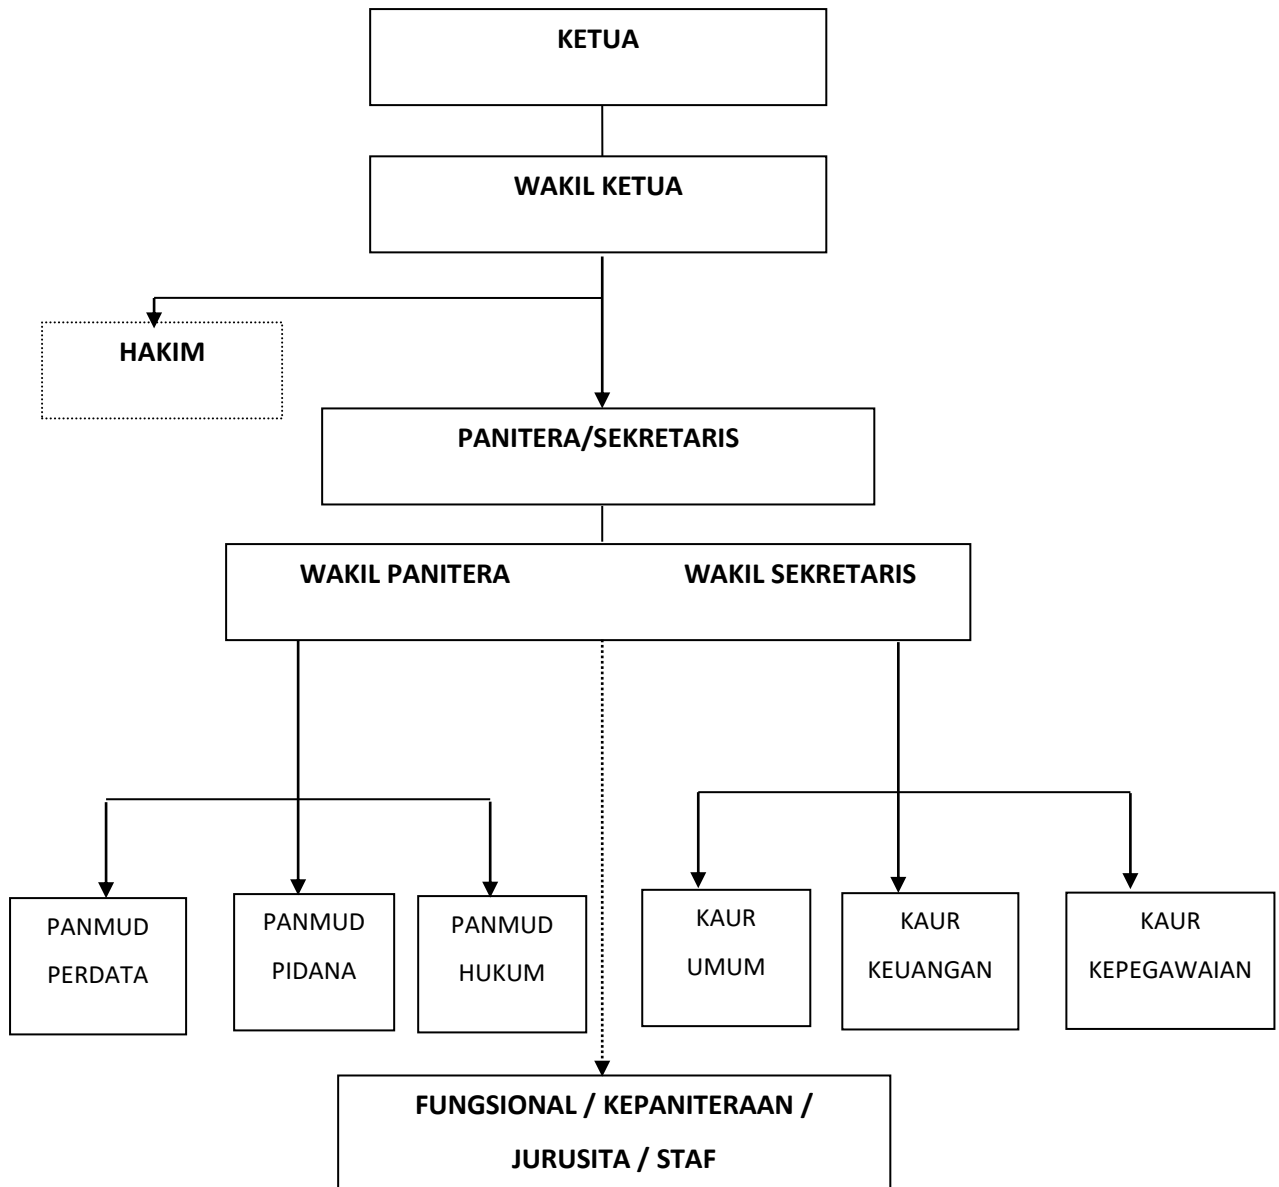 KETUA
WAKIL KETUA
HAKIM
PANITERA/SEKRETARIS
WAKIL PANITERA WAKIL SEKRETARIS
PANMUD
PERDATA
PANMUD
PIDANA
PANMUD
HUKUM
KAUR
UMUM
KAUR
KEUANGAN
KAUR
KEPEGAWAIAN
FUNGSIONAL / KEPANITERAAN /
JURUSITA / STAF